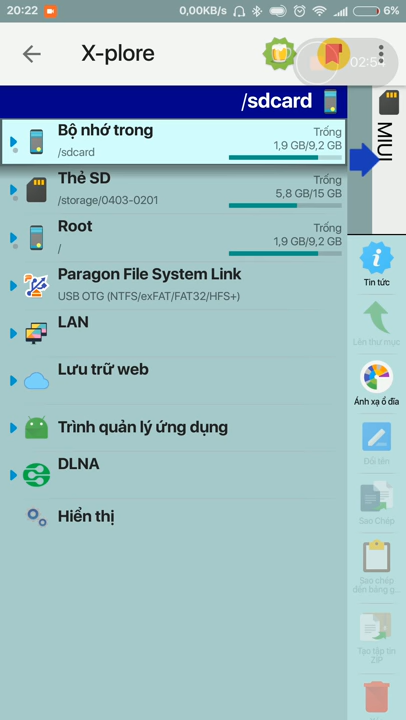 20:22
0,00KB/s
6%
X-plore
02:54
/sdcard
Bộ nhớ trong
/sdcard
Trống
1,9 GB/9,2 GB
MIUI
Thẻ SD
/storage/0403-0201
Trống
5,8 GB/15 GB
Root
/
Trống
1,9 GB/9,2 GB
Paragon File System Link
USB OTG (NTFS/exFAT/FAT32/HFS+)
LAN
Lưu trữ web
Trình quản lý ứng dụng
DLNA
Hiển thị
Tin tức
Lên thư mục
Ánh xạ ổ đĩa
Đổi tên
Sao Chép
Sao chép
đến bảng g..
Tạo tập tin
ZIP